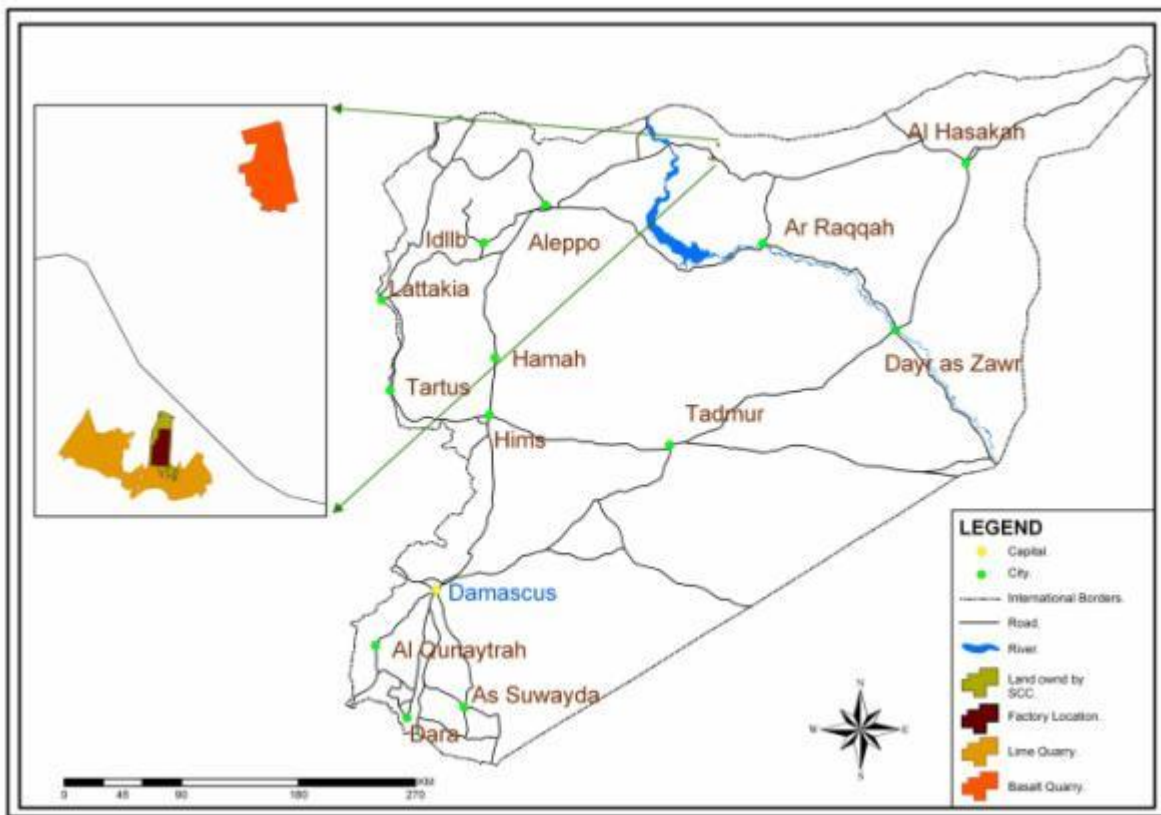 Al Hasakah
Ar Raqqah
Idlib
Aleppo
Lattakia
Hamah
Dayr as Zawr
Tartus
Tadmur
Hims
Damascus
Al Qunaytrah
As Suwayda
Dara
LEGEND
Capital.
City.
International Borders.
Road.
River.
Land ownd by
SCC.
Factory Location.
Lime Quarry.
Basalt Quarry.
N
W
E
S
KM
0 45 90 180 270